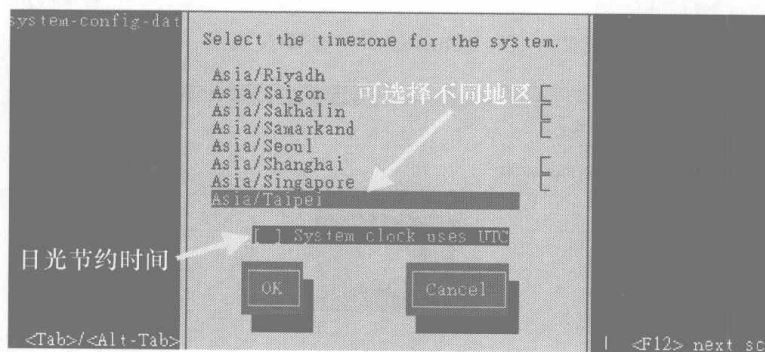 system-config-dat
Select the timezone for the system.
Asia/Riyadh
Asia/Saigon
Asia/Sakhalin
Asia/Samarkand
Asia/Seoul
Asia/Shanghai
Asia/Singapore
Asia/Taipei
可选择不同地区
[ ] System clock uses UTC
日光节约时间
OK
Cancel
<Tab>/<Alt-Tab>
| <F12> next sc